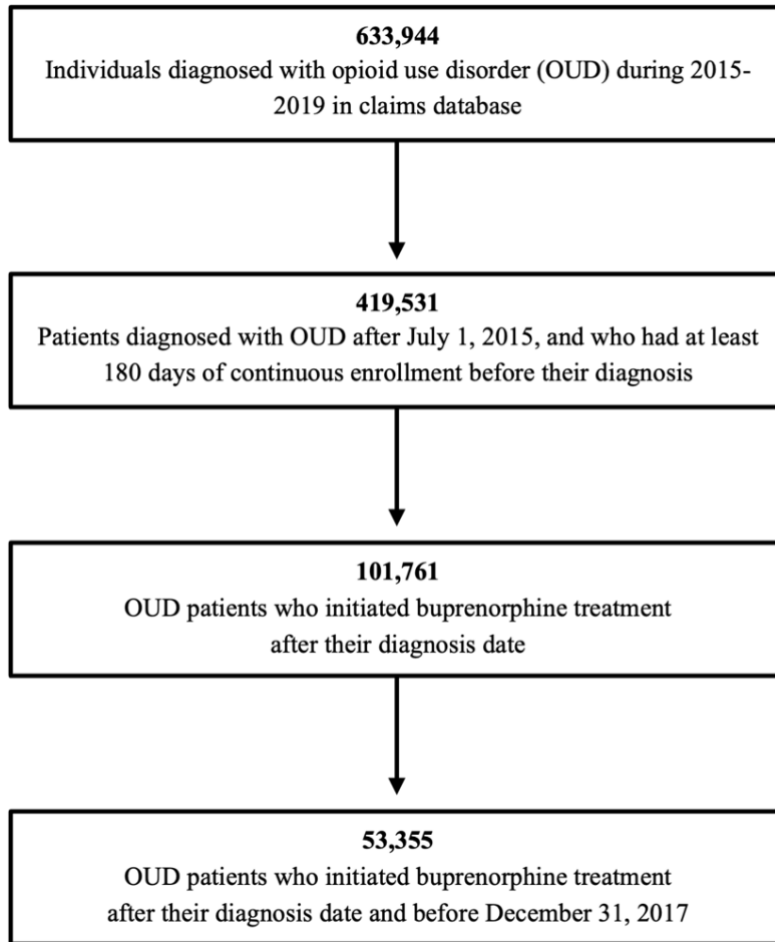 633,944
Individuals diagnosed with opioid use disorder (OUD) during 2015-
2019 in claims database
419,531
Patients diagnosed with OUD after July 1, 2015, and who had at least
180 days of continuous enrollment before their diagnosis
101,761
OUD patients who initiated buprenorphine treatment
after their diagnosis date
53,355
OUD patients who initiated buprenorphine treatment
after their diagnosis date and before December 31, 2017